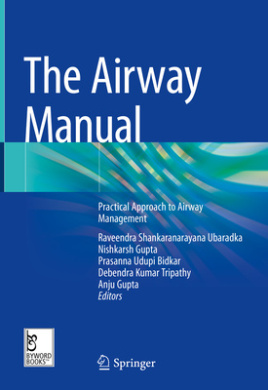 The Airway
Manual
Practical Approach to Airway
Management
Raveendra Shankaranarayana Ubaradka
Nishkarsh Gupta
Prasanna Udupi Bidkar
Debendra Kumar Tripathy
Anju Gupta
Editors
BYWORD
BOOKS
Springer